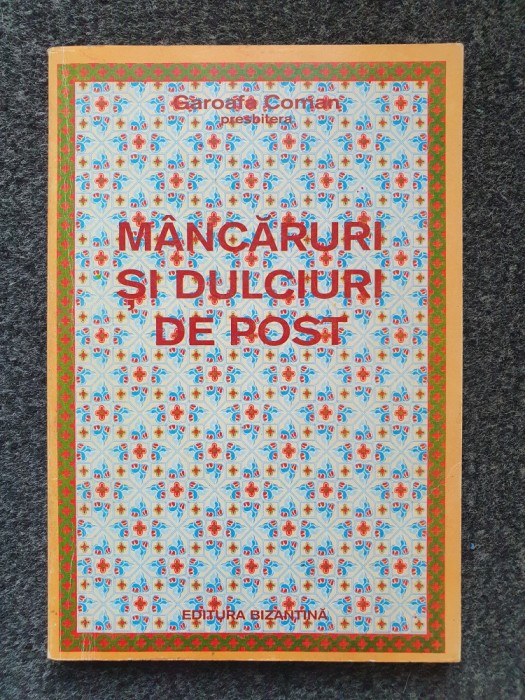 Garoafa Coman
presbitera
MÂNCĂRURI
ȘI DULCIURI
DE POST
EDITURA BIZANTINĂ